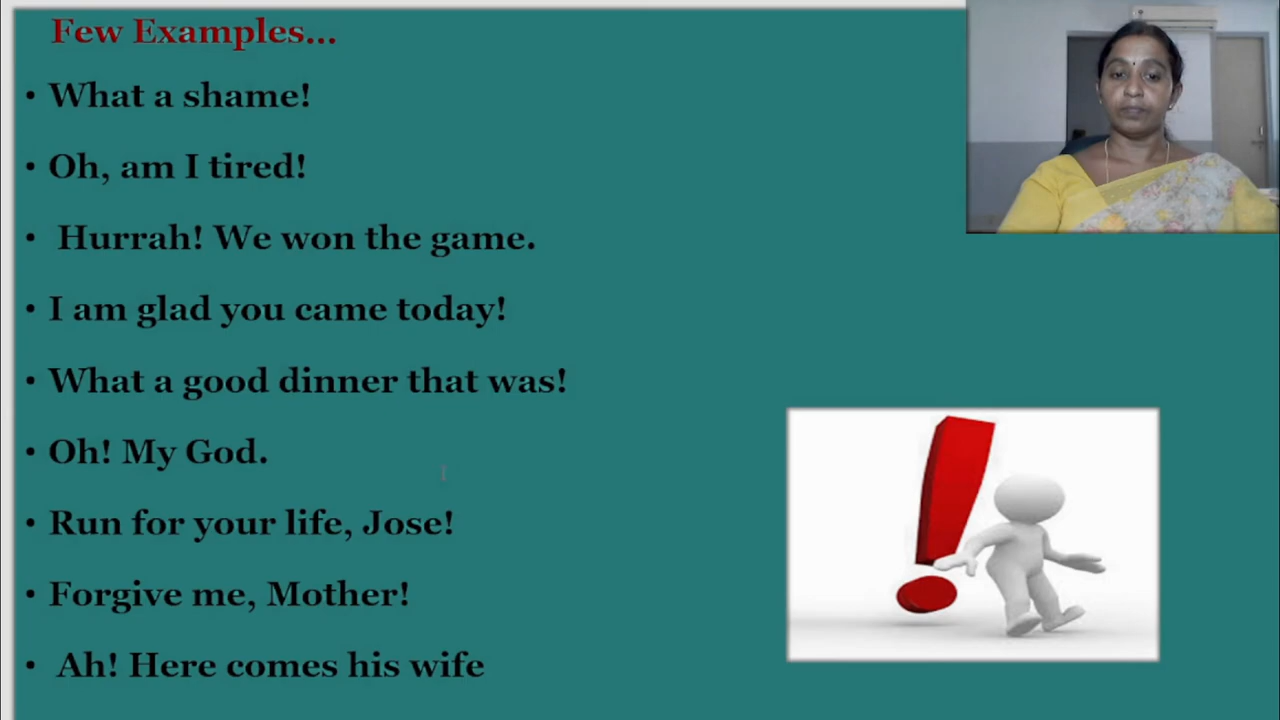 Few Examples...
• What a shame!
• Oh, am I tired!
• Hurrah! We won the game.
• I am glad you came today!
• What a good dinner that was!
• Oh! My God.
• Run for your life, Jose!
• Forgive me, Mother!
• Ah! Here comes his wife